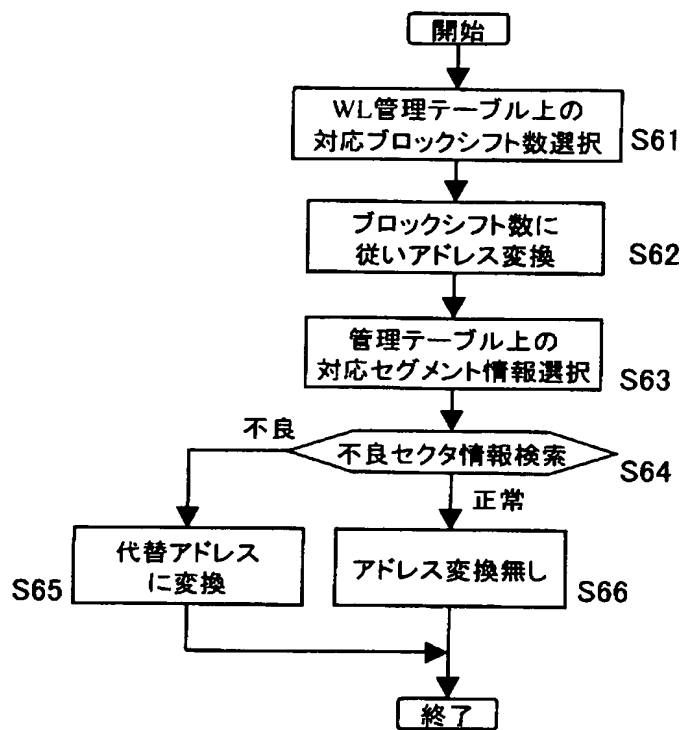 開始
WL管理テーブル上の
対応ブロックシフト数選択
S61
ブロックシフト数に
従いアドレス変換
S62
管理テーブル上の
対応セグメント情報選択
S63
不良
不良セクタ情報検索
S64
正常
代替アドレス
に変換
S65
アドレス変換無し
S66
終了